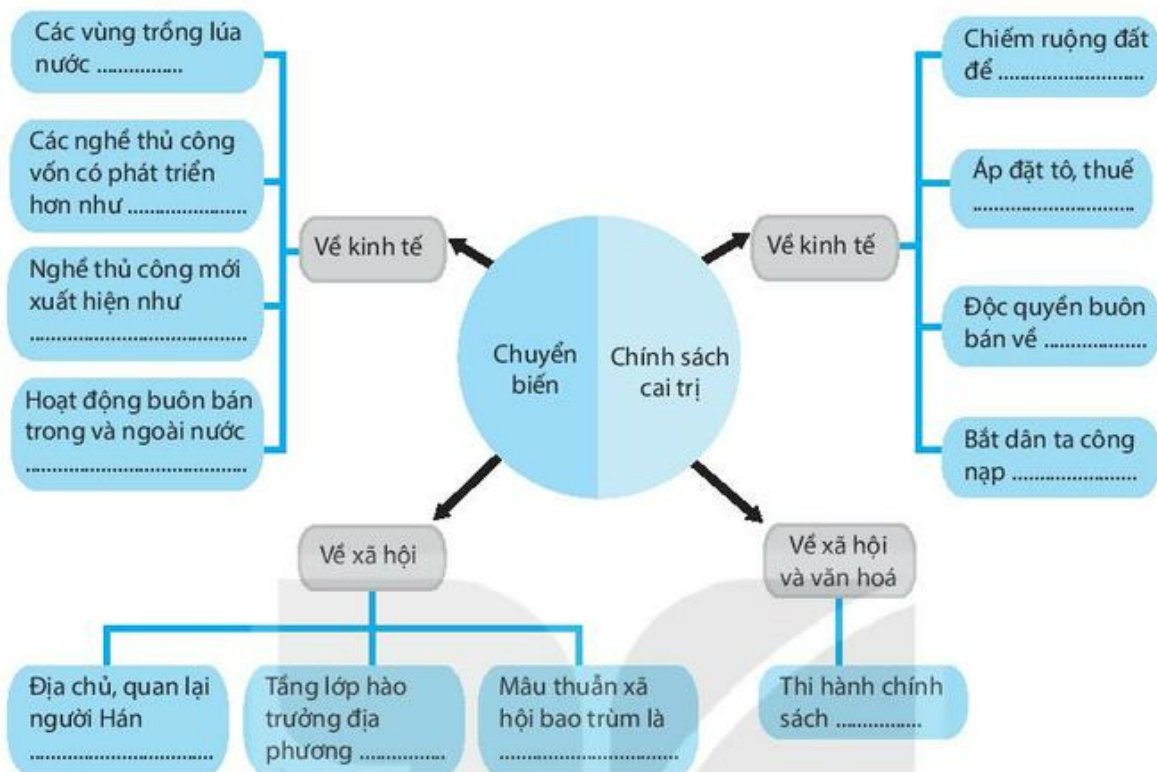 Các vùng trồng lúa
nước ................
Các nghề thủ công
vốn có phát triển
hơn như ......................
Nghề thủ công mới
xuất hiện như
........................................
Hoạt động buôn bán
trong và ngoài nước
.........................................
Về kinh tế
Chuyển
biến
Chính sách
cai trị
Về kinh tế
Chiếm ruộng đất
để ...........................
Áp đặt tô, thuế
..............................
Độc quyền buôn
bán về ...................
Bắt dân ta công
nạp .......................
Về xã hội
Về xã hội
và văn hoá
Địa chủ, quan lại
người Hán
..................................
Tầng lớp hào
trưởng địa
phương ................
Mâu thuẫn xã
hội bao trùm là
.................................
Thi hành chính
sách ................